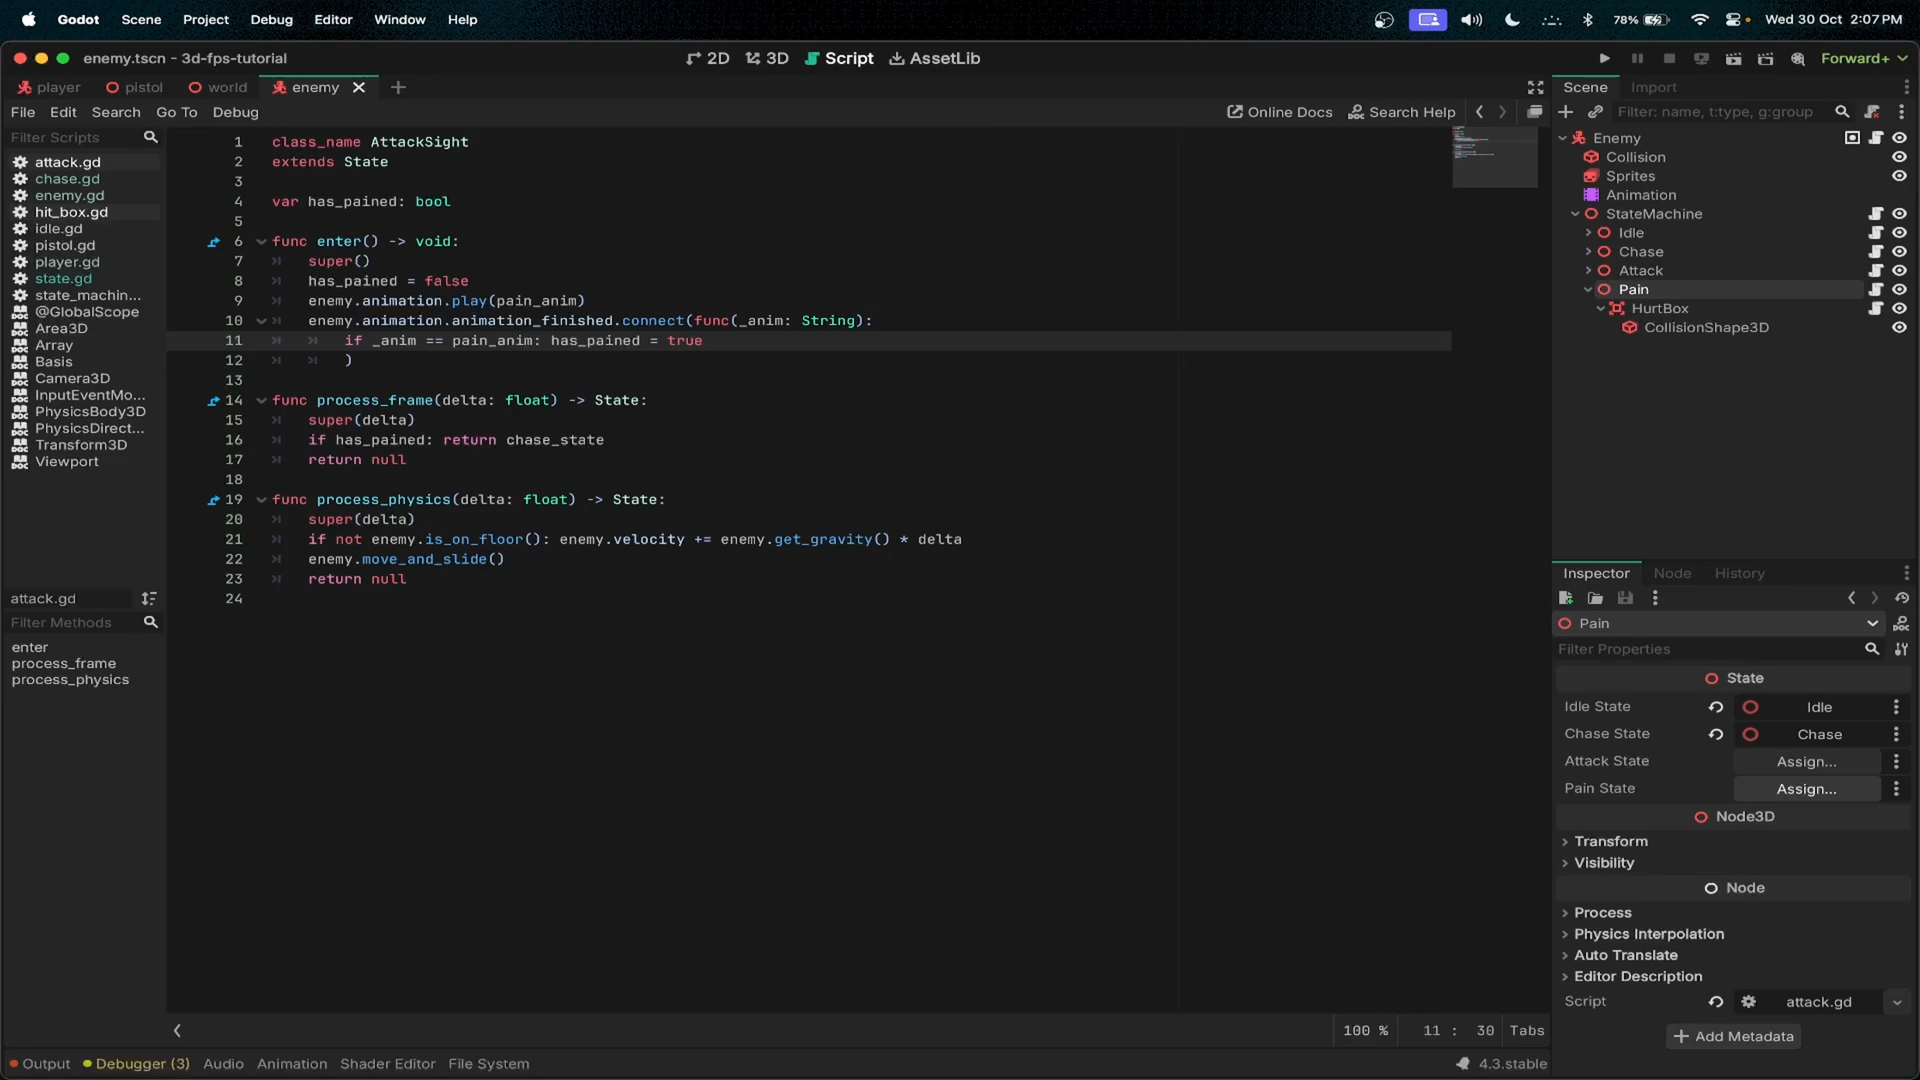 Godot Scene Project Debug Editor Window Help
78% Wed 30 Oct 2:07PM
enemy.tscn - 3d-fps-tutorial
2D 3D Script AssetLib
Forward+
player pistol world enemy
File Edit Search Go To Debug
Online Docs Search Help
Filter Scripts
attack.gd
chase.gd
enemy.gd
hit_box.gd
idle.gd
pistol.gd
player.gd
state.gd
state_machin...
@GlobalScope
Area3D
Array
Basis
Camera3D
InputEventMo...
PhysicsBody3D
PhysicsDirect...
Transform3D
Viewport
attack.gd
Filter Methods
enter
process_frame
process_physics
1 class_name AttackSight
2 extends State
3
4 var has_pained: bool
5
6 func enter() -> void:
7 super()
8 has_pained = false
9 enemy.animation.play(pain_anim)
10 enemy.animation.animation_finished.connect(func(_anim: String):
11 if _anim == pain_anim: has_pained = true
12 )
13
14 func process_frame(delta: float) -> State:
15 super(delta)
16 if has_pained: return chase_state
17 return null
18
19 func process_physics(delta: float) -> State:
20 super(delta)
21 if not enemy.is_on_floor(): enemy.velocity += enemy.get_gravity() * delta
22 enemy.move_and_slide()
23 return null
24
100 % 11 : 30 Tabs
Scene Import
Filter: name, t:type, g:group
Enemy
Collision
Sprites
Animation
StateMachine
Idle
Chase
Attack
Pain
HurtBox
CollisionShape3D
Inspector Node History
Pain
Filter Properties
State
Idle State Idle
Chase State Chase
Attack State Assign...
Pain State Assign...
Node3D
Transform
Visibility
Node
Process
Physics Interpolation
Auto Translate
Editor Description
Script attack.gd
Add Metadata
Output Debugger (3) Audio Animation Shader Editor File System
4.3.stable